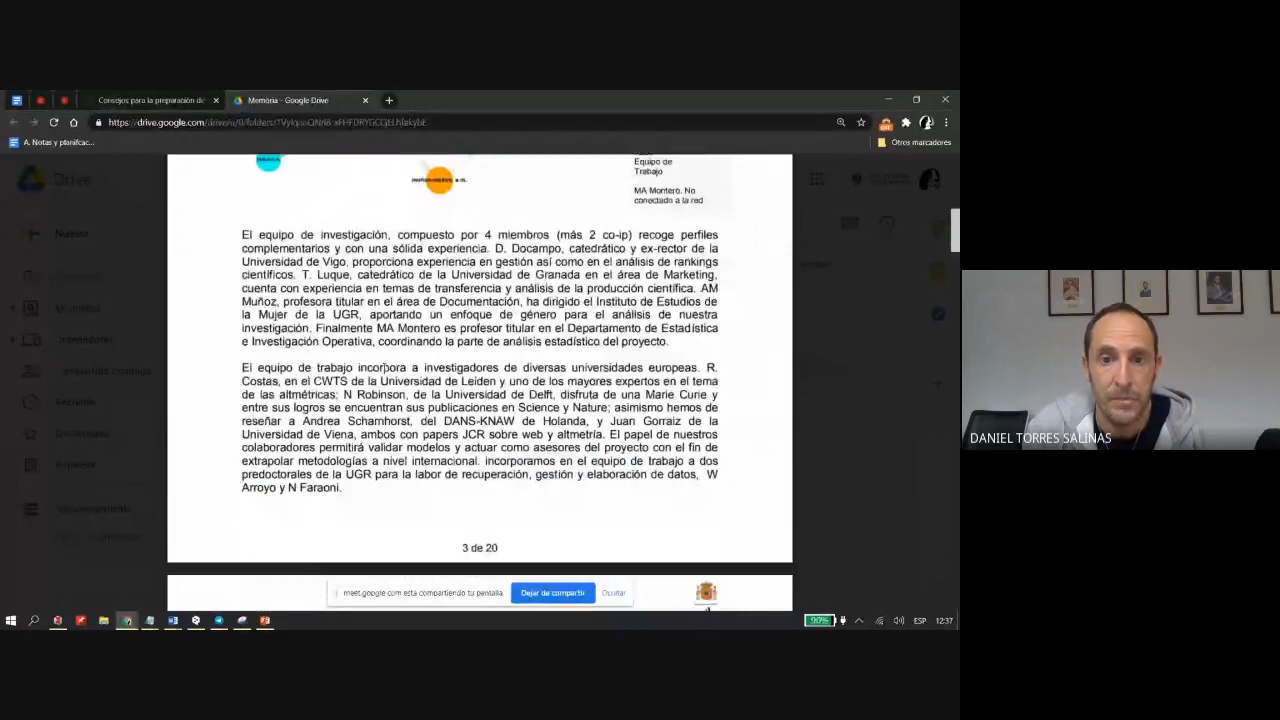 Consejos para la preparación de
Memoria - Google Drive
https://drive.google.com
A. Notas y planifcac...
Otros marcadores
Drive
Nuevo
muñoz
a.m.
Equipo de
Trabajo
MA Montero. No
conectado a la red
El equipo de investigación, compuesto por 4 miembros (más 2 co-ip) recoge perfiles
complementarios y con una sólida experiencia. D. Docampo, catedrático y ex-rector de la
Universidad de Vigo, proporciona experiencia en gestión así como en el análisis de rankings
científicos. T. Luque, catedático de la Universidad de Granada en el área de Marketing,
cuenta con experiencia en temas de transferencia y análisis de la producción científica. AM
Muñoz, profesora titular en el área de Documentación, ha dirigido el Instituto de Estudios de
la Mujer de la UGR, aportando un enfoque de género para el análisis de nuestra
investigación. Finalmente MA Montero es profesor titular en el Departamento de Estadística
e Investigación Operativa, coordinando la parte de análisis estadístico del proyecto.
El equipo de trabajo incorpora a investigadores de diversas universidades europeas. R.
Costas, en el CWTS de la Universidad de Leiden y uno de los mayores expertos en el tema
de las altmétricas; N Robinson, de la Universidad de Delft, disfruta de una Marie Curie y
entre sus logros se encuentran sus publicaciones en Science y Nature; asimismo hemos de
reseñar a Andrea Scharnhorst, del DANS-KNAW de Holanda, y Juan Gorraiz de la
Universidad de Viena, ambos con papers JCR sobre web y altmetría. El papel de nuestros
colaboradores permitirá validar modelos y actuar como asesores del proyecto con el fin de
extrapolar metodologías a nivel internacional. incorporamos en el equipo de trabajo a dos
predoctorales de la UGR para la labor de recuperación, gestión y elaboración de datos, W
Arroyo y N Faraoni.
3 de 20
meet.google.com está compartiendo tu pantalla.
Dejar de compartir
Ocultar
90%
ESP
12:37
DANIEL TORRES SALINAS